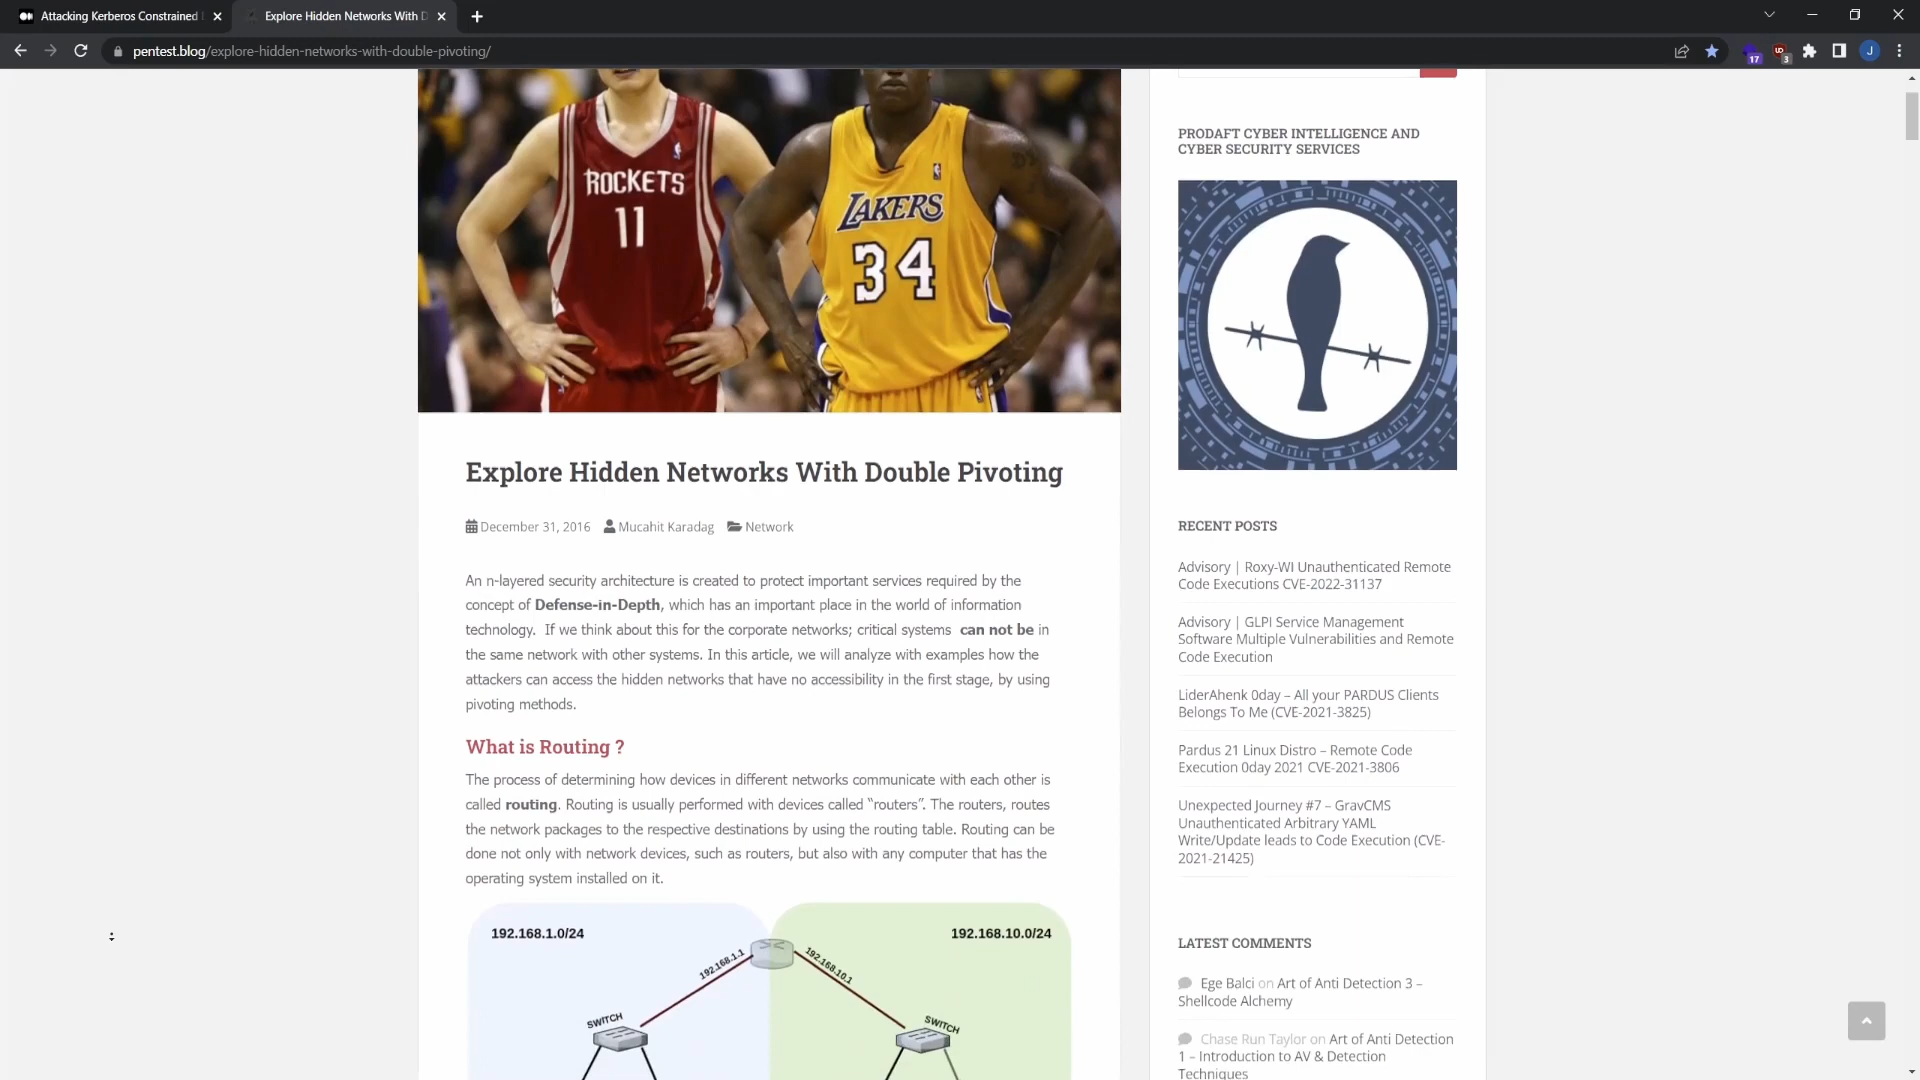 Attacking Kerberos Constrained
Explore Hidden Networks With D
pentest.blog/explore-hidden-networks-with-double-pivoting/
17
3
J
ROCKETS
11
LAKERS
34
Explore Hidden Networks With Double Pivoting
December 31, 2016 Mucahit Karadag Network
An n-layered security architecture is created to protect important services required by the
concept of Defense-in-Depth, which has an important place in the world of information
technology. If we think about this for the corporate networks; critical systems can not be in
the same network with other systems. In this article, we will analyze with examples how the
attackers can access the hidden networks that have no accessibility in the first stage, by using
pivoting methods.
What is Routing ?
The process of determining how devices in different networks communicate with each other is
called routing. Routing is usually performed with devices called “routers”. The routers, routes
the network packages to the respective destinations by using the routing table. Routing can be
done not only with network devices, such as routers, but also with any computer that has the
operating system installed on it.
192.168.1.0/24
192.168.10.0/24
192.168.1.1
192.168.10.1
SWITCH
SWITCH
PRODAFT CYBER INTELLIGENCE AND
CYBER SECURITY SERVICES
RECENT POSTS
Advisory | Roxy-WI Unauthenticated Remote
Code Executions CVE-2022-31137
Advisory | GLPI Service Management
Software Multiple Vulnerabilities and Remote
Code Execution
LiderAhenk 0day – All your PARDUS Clients
Belongs To Me (CVE-2021-3825)
Pardus 21 Linux Distro – Remote Code
Execution 0day 2021 CVE-2021-3806
Unexpected Journey #7 – GravCMS
Unauthenticated Arbitrary YAML
Write/Update leads to Code Execution (CVE-
2021-21425)
LATEST COMMENTS
Ege Balci on Art of Anti Detection 3 –
Shellcode Alchemy
Chase Run Taylor on Art of Anti Detection
1 – Introduction to AV & Detection
Techniques